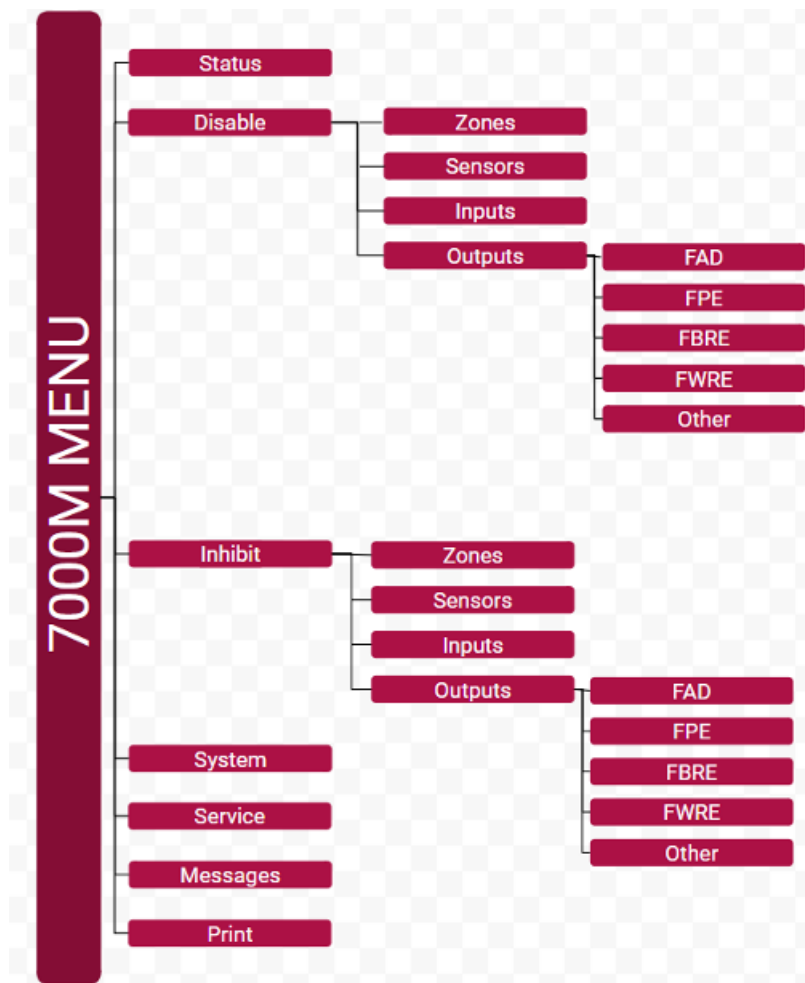 7000M MENU
Status
Disable
Zones
Sensors
Inputs
Outputs
FAD
FPE
FBRE
FWRE
Other
Inhibit
Zones
Sensors
Inputs
Outputs
FAD
FPE
FBRE
FWRE
Other
System
Service
Messages
Print